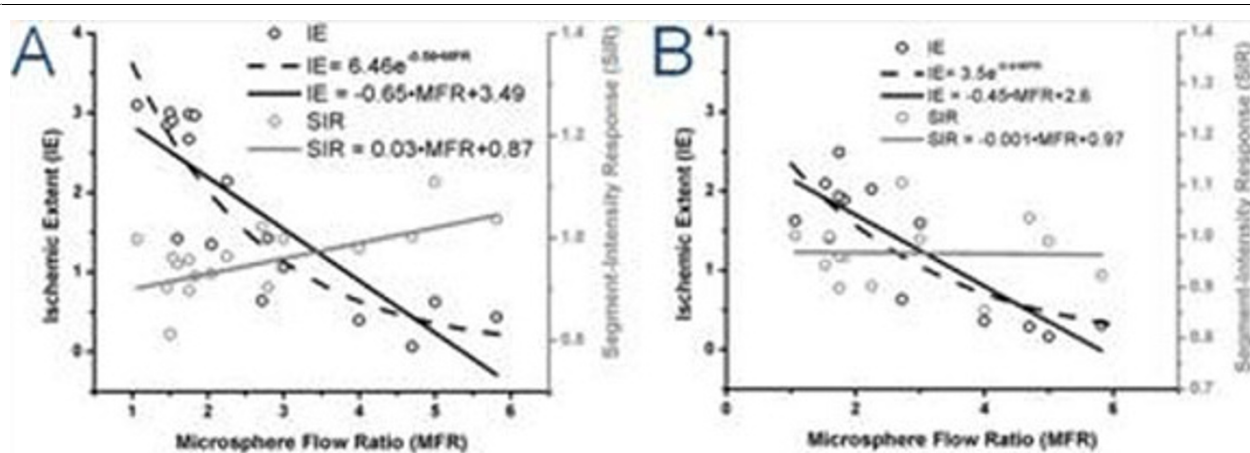 A
IE
IE = 6.46e
IE = -0.65•MFR+3.49
SIR
SIR = 0.03•MFR+0.87
4
3
2
1
0
Ischemic Extent (IE)
1.4
1.2
1.0
0.8
Segment-Intensity Response (SIR)
1 2 3 4 5 6
Microsphere Flow Ratio (MFR)
B
IE
IE = 3.5e
IE = -0.45•MFR+2.6
SIR
SIR = -0.001•MFR+0.97
4
3
2
1
0
Ischemic Extent (IE)
1.4
1.3
1.2
1.1
1.0
0.9
0.8
0.7
Segment-Intensity Response (SIR)
0 2 4 6
Microsphere Flow Ratio (MFR)